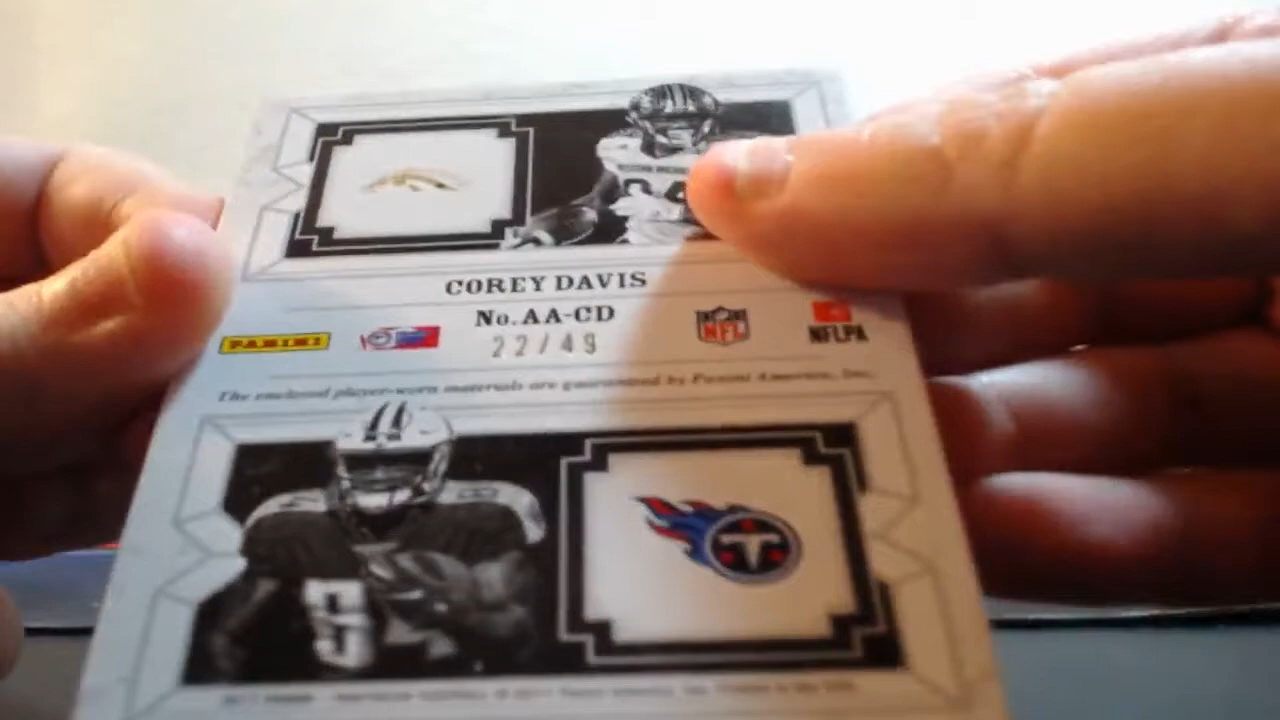 84
COREY DAVIS
No. AA-CD
PANINI
22/49
NFL
NFLPA
The enclosed player-worn materials are guaranteed by Panini America, Inc.
T